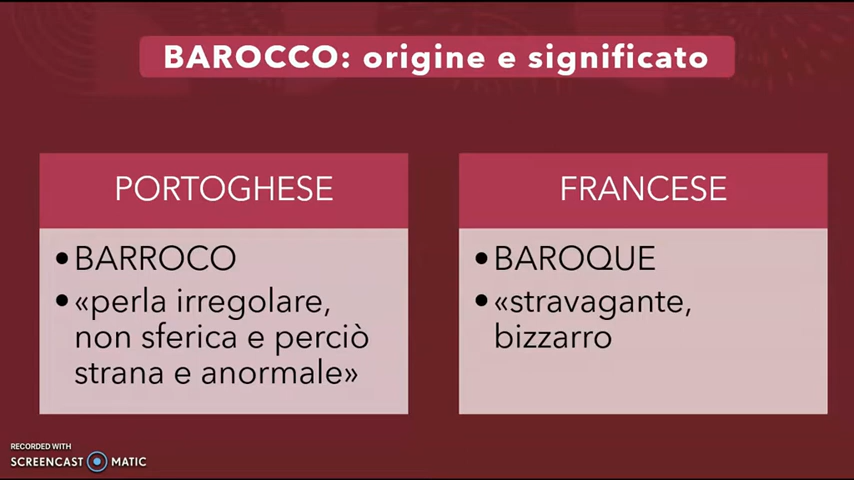 BAROCCO: origine e significato
PORTOGHESE
•BARROCO
•«perla irregolare,
non sferica e perciò
strana e anormale»
FRANCESE
•BAROQUE
•«stravagante,
bizzarro
RECORDED WITH
SCREENCAST MATIC